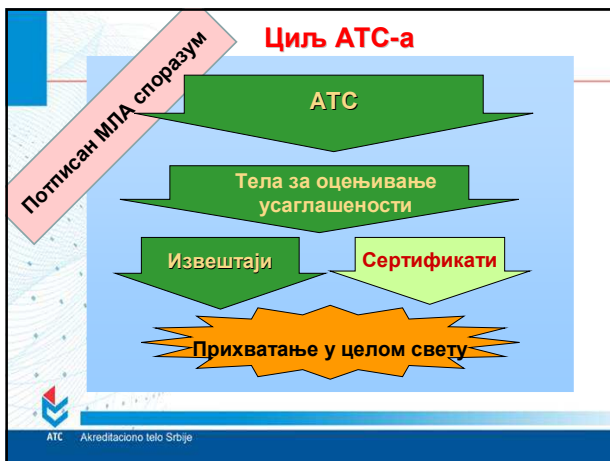 Циљ АТС-а
Потписан МЛА споразум
АТС
Тела за оцењивање
усаглашености
Извештаји
Сертификати
Прихватање у целом свету
АТС Akreditaciono telo Srbije